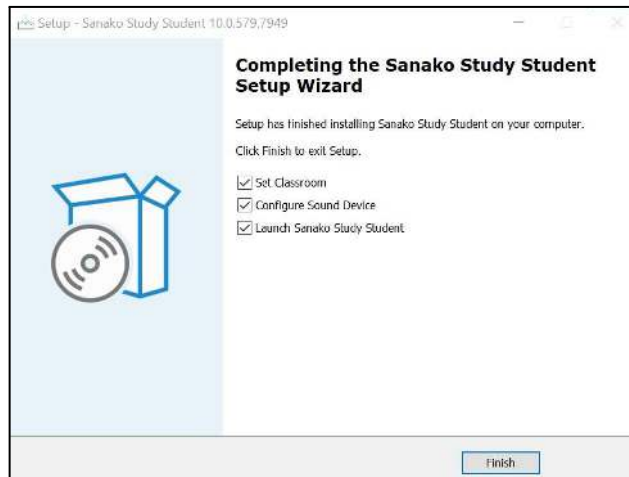 Setup - Sanako Study Student 10.0.579.7949
Completing the Sanako Study Student
Setup Wizard
Setup has finished installing Sanako Study Student on your computer.
Click Finish to exit Setup.
Set Classroom
Configure Sound Device
Launch Sanako Study Student
Finish